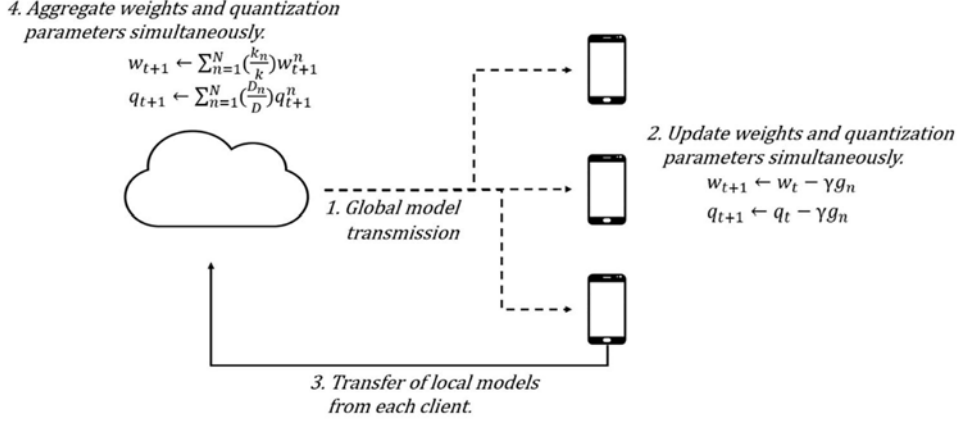 4. Aggregate weights and quantization
parameters simultaneously.
w_{t+1} ← Σ_{n=1}^{N}(k_n/k)w_{t+1}^{n}
q_{t+1} ← Σ_{n=1}^{N}(D_n/D)q_{t+1}^{n}
1. Global model
transmission
2. Update weights and quantization
parameters simultaneously.
w_{t+1} ← w_t − γg_n
q_{t+1} ← q_t − γg_n
3. Transfer of local models
from each client.